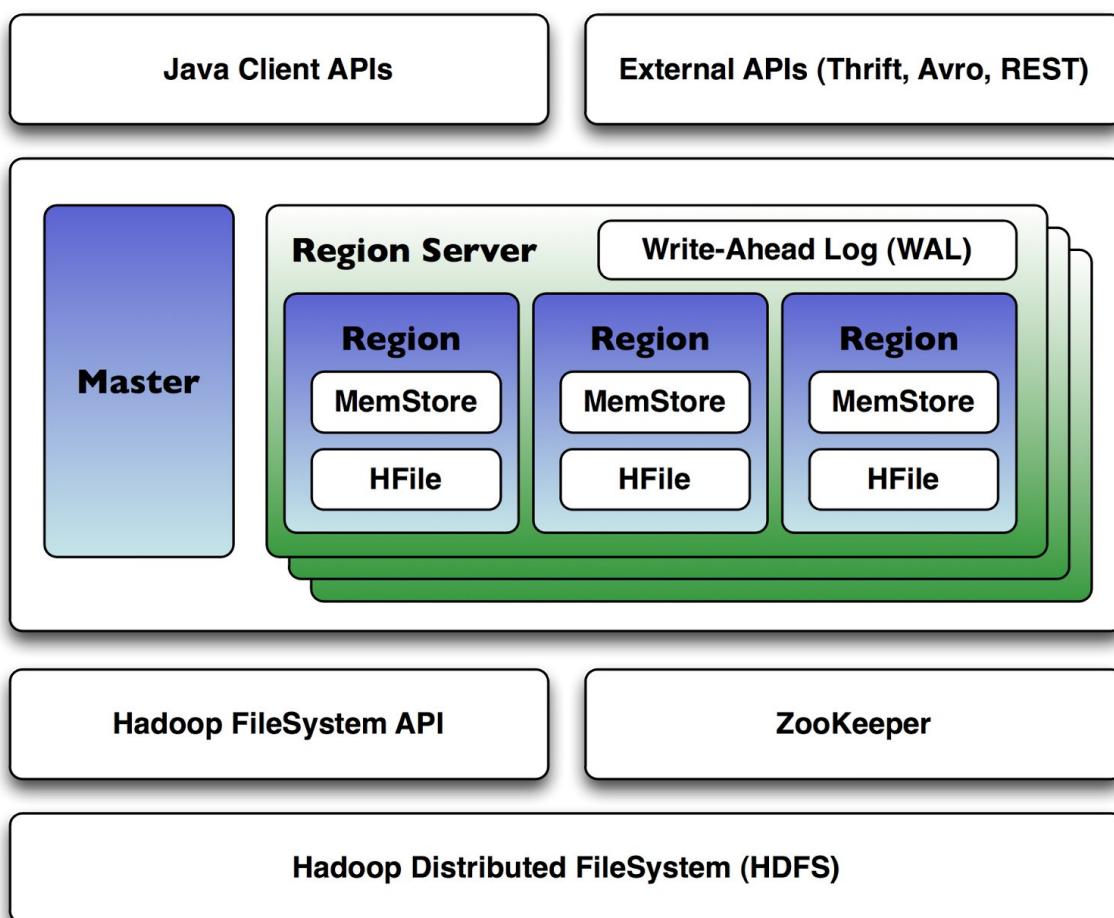 Java Client APIs
External APIs (Thrift, Avro, REST)
Master
Region Server
Write-Ahead Log (WAL)
Region
MemStore
HFile
Region
MemStore
HFile
Region
MemStore
HFile
Hadoop FileSystem API
ZooKeeper
Hadoop Distributed FileSystem (HDFS)